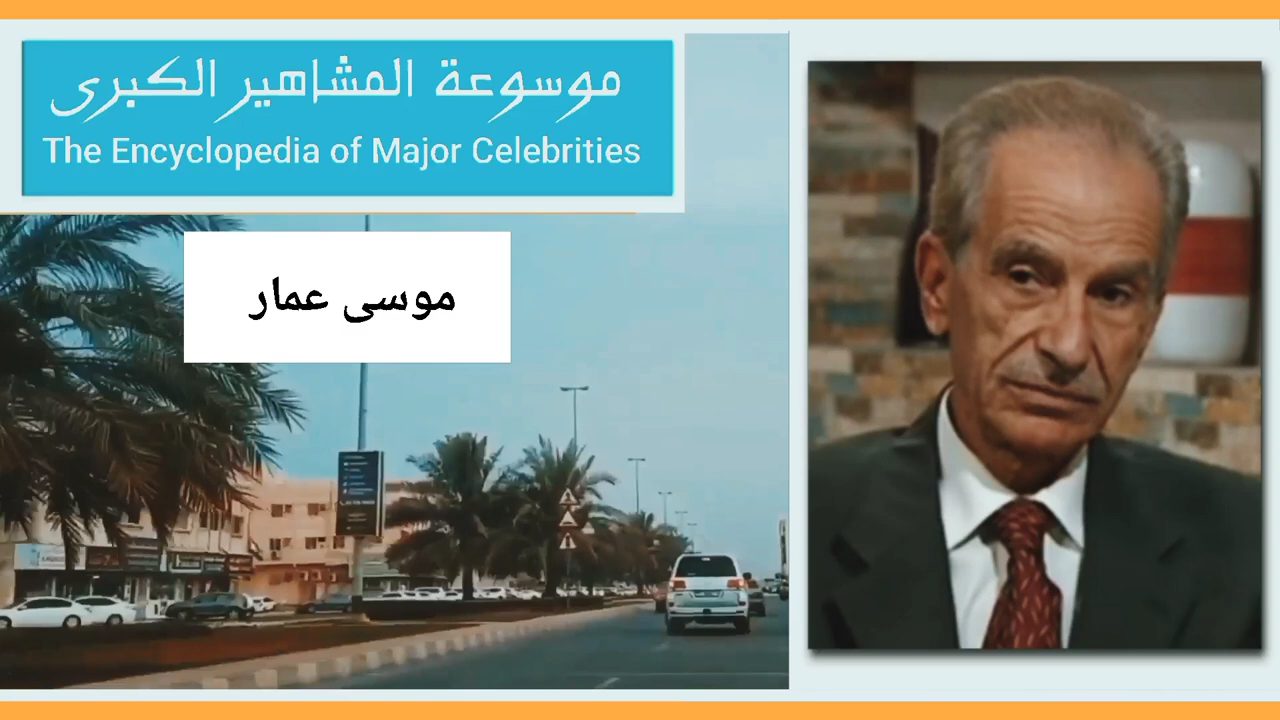 موسوعة المشاهير الكبرى
The Encyclopedia of Major Celebrities
موسى عمار